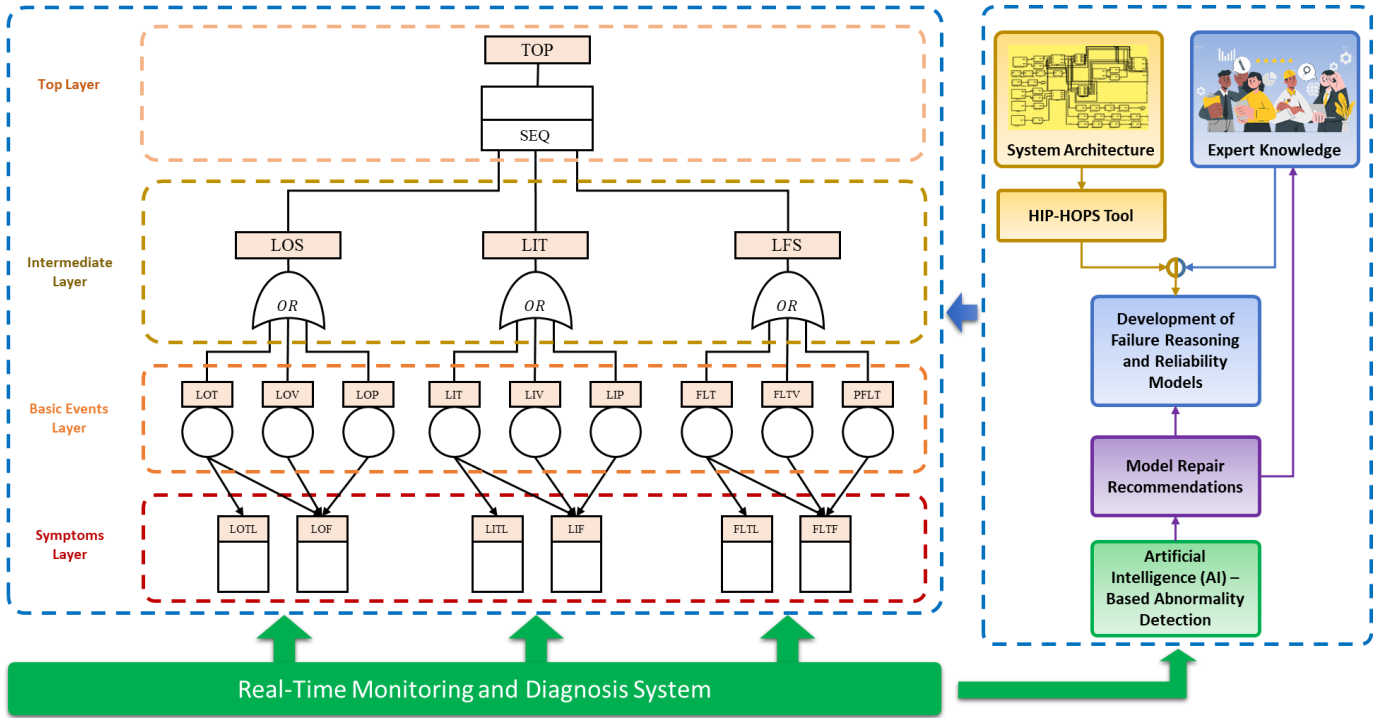 TOP
Top Layer
SEQ
LOS
LIT
LFS
Intermediate
Layer
OR
OR
OR
LOT
LOV
LOP
LIT
LIV
LIP
FLT
FLTV
PFLT
Basic Events
Layer
LOTL
LOF
LITL
LIF
FLTL
FLTF
Symptoms
Layer
Real-Time Monitoring and Diagnosis System
System Architecture
Expert Knowledge
HIP-HOPS Tool
Development of
Failure Reasoning
and Reliability
Models
Model Repair
Recommendations
Artificial
Intelligence (AI) –
Based Abnormality
Detection